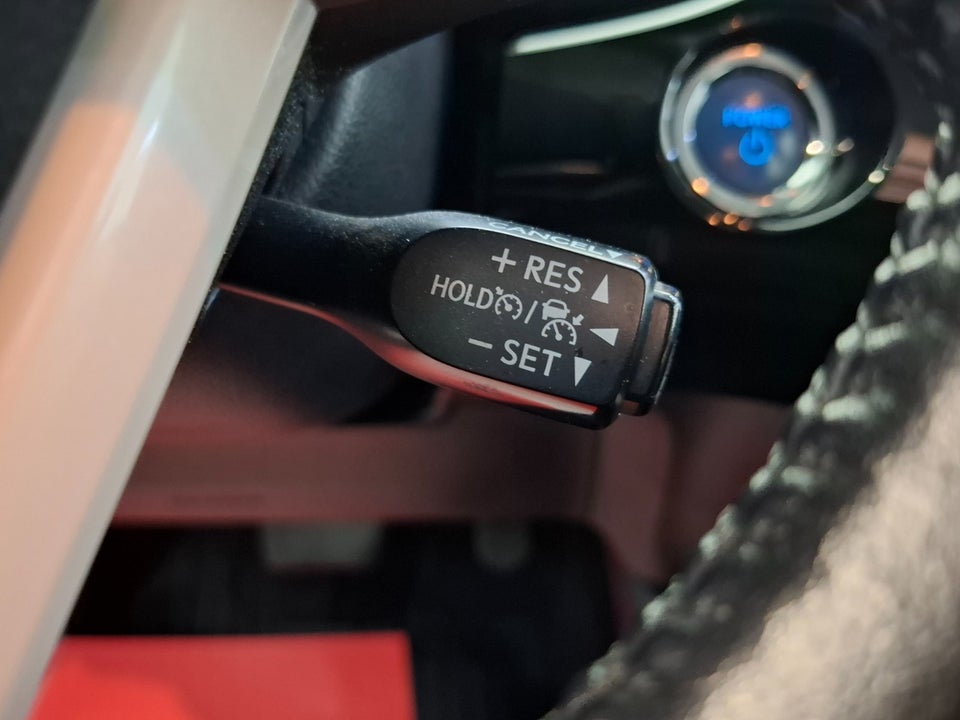 POWER
CANCEL
+ RES
HOLD /
− SET